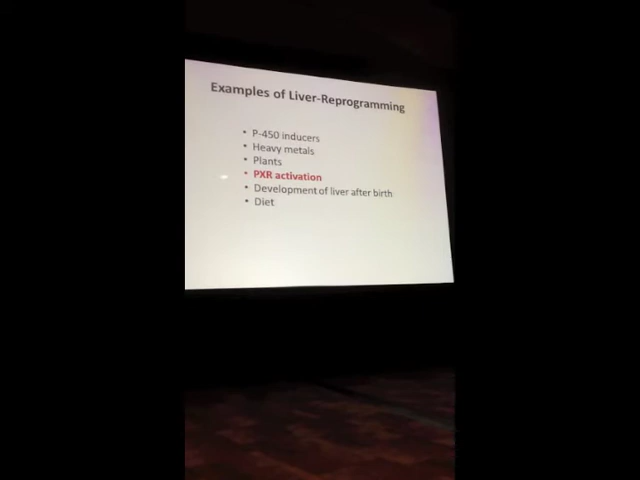 Examples of Liver-Reprogramming
• P-450 inducers
• Heavy metals
• Plants
• PXR activation
• Development of liver after birth
• Diet